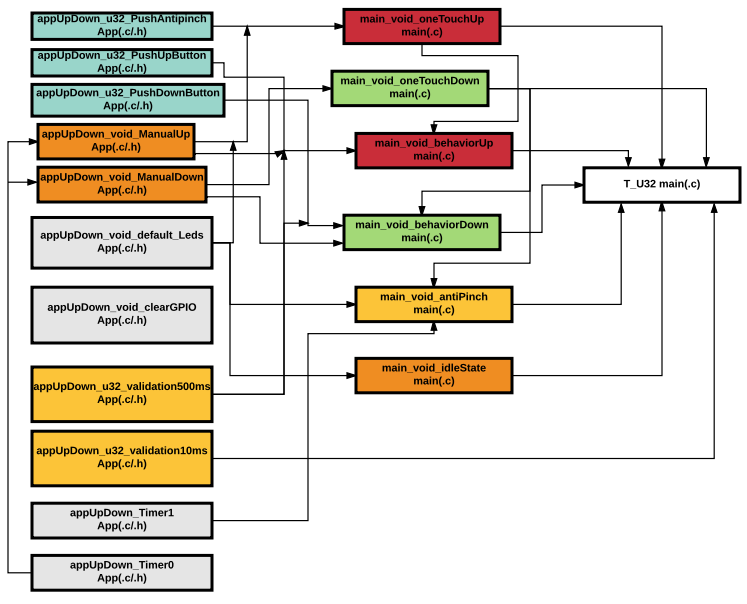 appUpDown_u32_PushAntipinch
App(.c/.h)
appUpDown_u32_PushUpButton
App(.c/.h)
appUpDown_u32_PushDownButton
App(.c/.h)
appUpDown_void_ManualUp
App(.c/.h)
appUpDown_void_ManualDown
App(.c/.h)
appUpDown_void_default_Leds
App(.c/.h)
appUpDown_void_clearGPIO
App(.c/.h)
appUpDown_u32_validation500ms
App(.c/.h)
appUpDown_u32_validation10ms
App(.c/.h)
appUpDown_Timer1
App(.c/.h)
appUpDown_Timer0
App(.c/.h)
main_void_oneTouchUp
main(.c)
main_void_oneTouchDown
main(.c)
main_void_behaviorUp
main(.c)
main_void_behaviorDown
main(.c)
main_void_antiPinch
main(.c)
main_void_idleState
main(.c)
T_U32 main(.c)